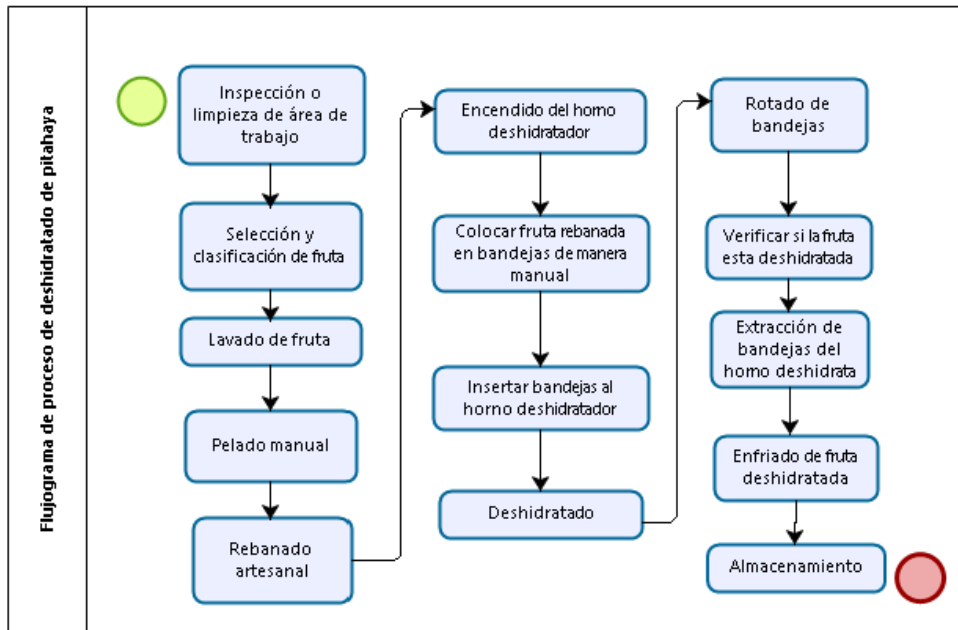 Flujograma de proceso de deshidratado de pitahaya
Inspección o
limpieza de área de
trabajo
Selección y
clasificación de fruta
Lavado de fruta
Pelado manual
Rebanado
artesanal
Encendido del horno
deshidratador
Colocar fruta rebanada
en bandejas de manera
manual
Insertar bandejas al
horno deshidratador
Deshidratado
Rotado de
bandejas
Verificar si la fruta
esta deshidratada
Extracción de
bandejas del
horno deshidrata
Enfriado de fruta
deshidratada
Almacenamiento